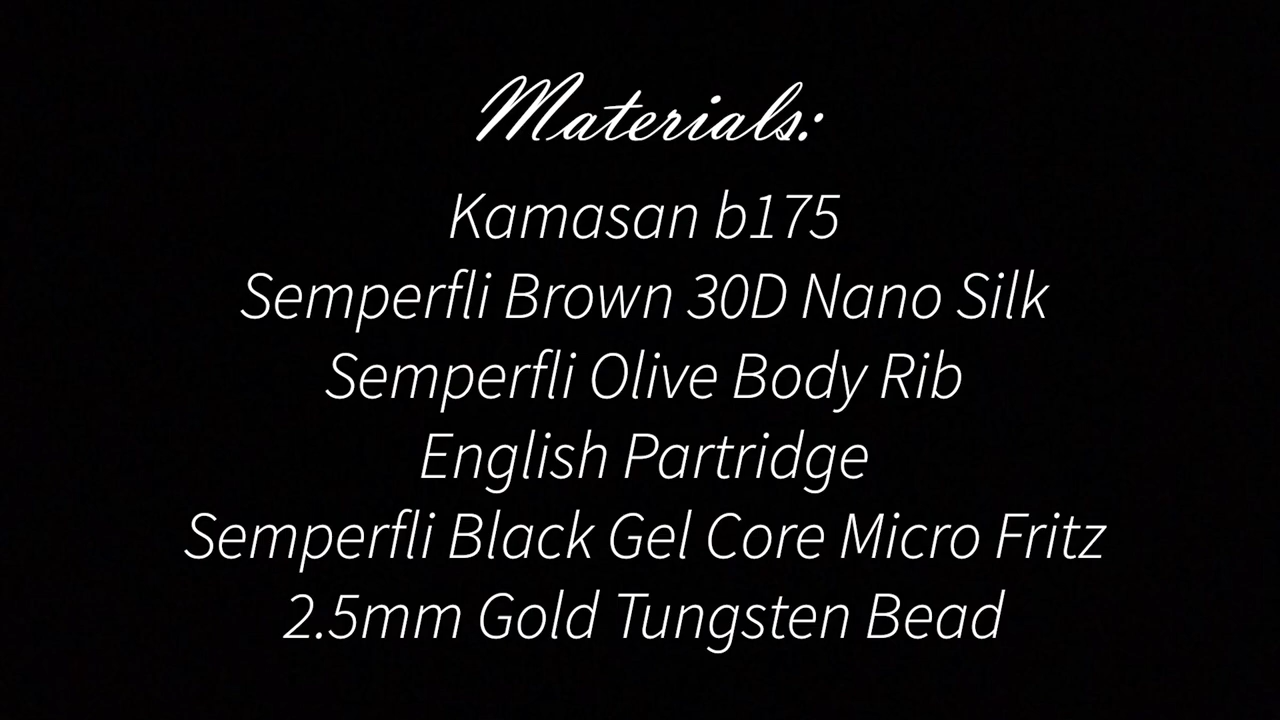 Materials:
Kamasan b175
Semperfli Brown 30D Nano Silk
Semperfli Olive Body Rib
English Partridge
Semperfli Black Gel Core Micro Fritz
2.5mm Gold Tungsten Bead